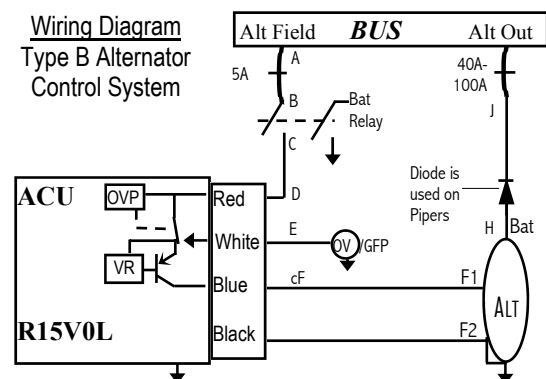 Wiring Diagram
Type B Alternator
Control System
Alt Field
BUS
Alt Out
A
5A
40A-
100A
B
Bat
Relay
C
J
Diode is
used on
Pipers
ACU
OVP
Red
D
H
Bat
White
E
OV/GFP
VR
Blue
cF
F1
ALT
R15V0L
Black
F2